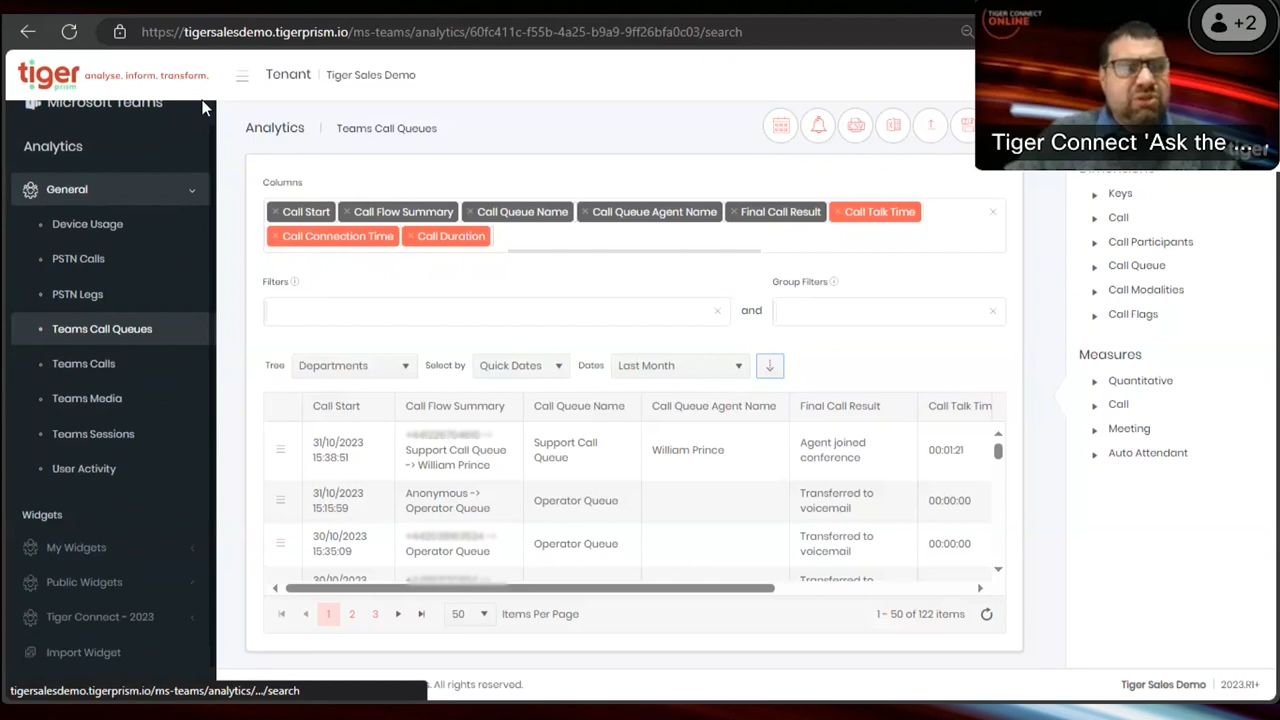 https://tigersalesdemo.tigerprism.io/ms-teams/analytics/60fc411c-f55b-4a25-b9a9-9ff26bfa0c03/search
TIGER CONNECT
ONLINE
+2
Tiger Connect 'Ask the ...
tiger
prism
analyse. inform. transform.
Tenant | Tiger Sales Demo
Microsoft Teams
Analytics
General
Device Usage
PSTN Calls
PSTN Legs
Teams Call Queues
Teams Calls
Teams Media
Teams Sessions
User Activity
Widgets
My Widgets
Public Widgets
Tiger Connect - 2023
Import Widget
Analytics | Teams Call Queues
Columns
× Call Start × Call Flow Summary × Call Queue Name × Call Queue Agent Name × Final Call Result × Call Talk Time
× Call Connection Time × Call Duration
Filters
and
Group Filters
Tree Departments Select by Quick Dates Dates Last Month
Call Start Call Flow Summary Call Queue Name Call Queue Agent Name Final Call Result Call Talk Tim
31/10/2023 15:38:51 Support Call Queue -> William Prince Support Call Queue William Prince Agent joined conference 00:01:21
31/10/2023 15:15:59 Anonymous -> Operator Queue Operator Queue Transferred to voicemail 00:00:00
30/10/2023 15:35:09 Operator Queue Operator Queue Transferred to voicemail 00:00:00
30/10/2023 Transferred to
1 2 3 50 Items Per Page 1 - 50 of 122 items
Dimensions
Keys
Call
Call Participants
Call Queue
Call Modalities
Call Flags
Measures
Quantitative
Call
Meeting
Auto Attendant
tigersalesdemo.tigerprism.io/ms-teams/analytics/.../search
. All rights reserved.
Tiger Sales Demo | 2023.R1+